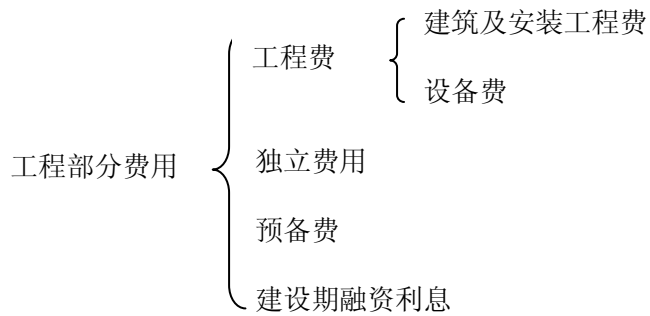 建筑及安装工程费
工程费
设备费
工程部分费用
独立费用
预备费
建设期融资利息